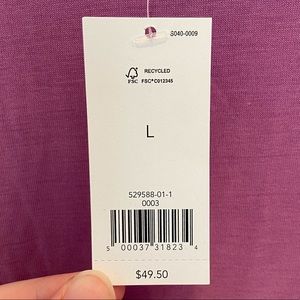 S040-0009
RECYCLED
FSC
FSC® C012345
L
529588-01-1
0003
5 00037 31823 4
$49.50